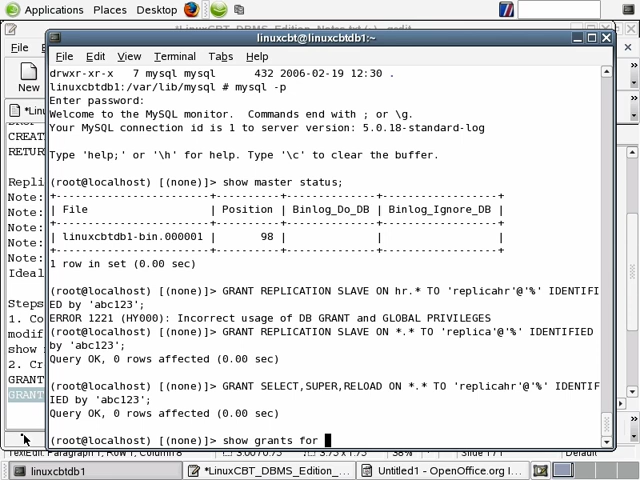 Applications Places Desktop
linuxcbt@linuxcbtdb1:~
File Edit View Terminal Tabs Help
drwxr-xr-x 7 mysql mysql 432 2006-02-19 12:30 .
linuxcbtdb1:/var/lib/mysql # mysql -p
Enter password:
Welcome to the MySQL monitor. Commands end with ; or \g.
Your MySQL connection id is 1 to server version: 5.0.18-standard-log
Type 'help;' or '\h' for help. Type '\c' to clear the buffer.
(root@localhost) [(none)]> show master status;
+-----------------------+----------+--------------+------------------+
| File | Position | Binlog_Do_DB | Binlog_Ignore_DB |
+-----------------------+----------+--------------+------------------+
| linuxcbtdb1-bin.000001 | 98 | | |
+-----------------------+----------+--------------+------------------+
1 row in set (0.00 sec)
(root@localhost) [(none)]> GRANT REPLICATION SLAVE ON hr.* TO 'replicahr'@'%' IDENTIFI
ED by 'abc123';
ERROR 1221 (HY000): Incorrect usage of DB GRANT and GLOBAL PRIVILEGES
(root@localhost) [(none)]> GRANT REPLICATION SLAVE ON *.* TO 'replica'@'%' IDENTIFIED
by 'abc123';
Query OK, 0 rows affected (0.00 sec)
(root@localhost) [(none)]> GRANT SELECT,SUPER,RELOAD ON *.* TO 'replicahr'@'%' IDENTIF
IED by 'abc123';
Query OK, 0 rows affected (0.00 sec)
(root@localhost) [(none)]> show grants for
File
New
*Linu
CREAT
RETUR
Repli
Note:
Note:
Note:
Note:
Note:
Ideal
Steps
1. Co
modif
show
2. Cr
GRANT
GRANT
linuxcbtdb1
*LinuxCBT_DBMS_Edition_...
Untitled1 - OpenOffice.org I...